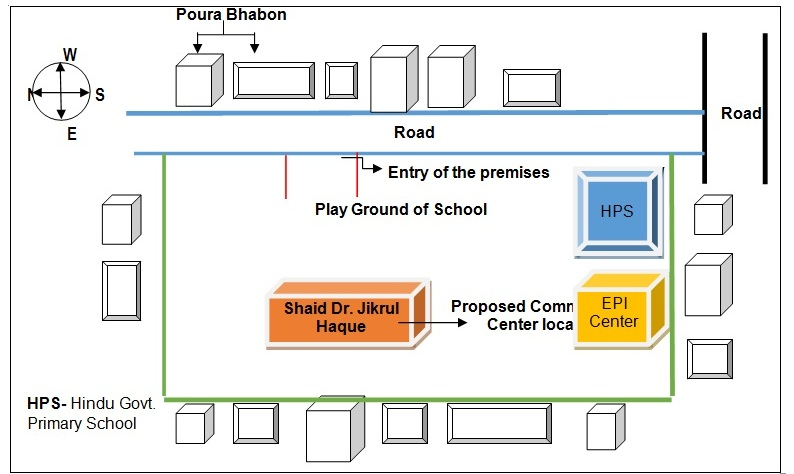 Poura Bhabon
W
N
S
E
Road
Road
Entry of the premises
HPS
Play Ground of School
Shaid Dr. Jikrul
Haque
Proposed Comm
Center loca
EPI
Center
HPS- Hindu Govt.
Primary School